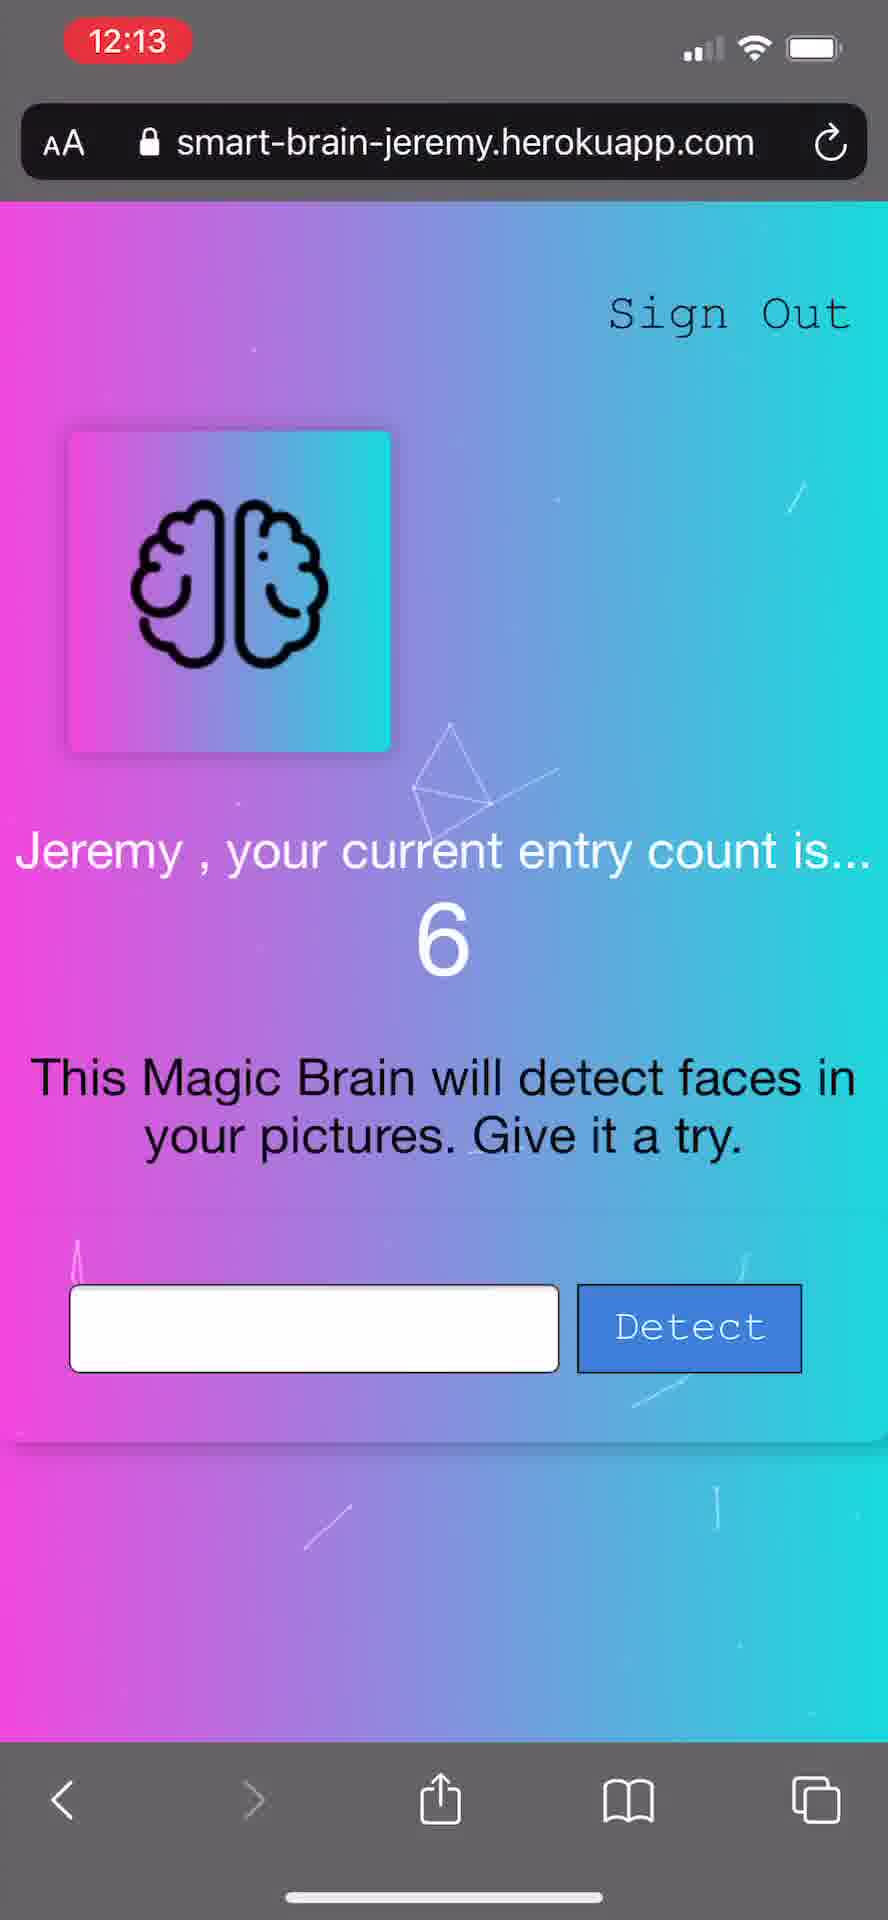 12:13
AA smart-brain-jeremy.herokuapp.com
Sign Out
Jeremy , your current entry count is...
6
This Magic Brain will detect faces in
your pictures. Give it a try.
Detect